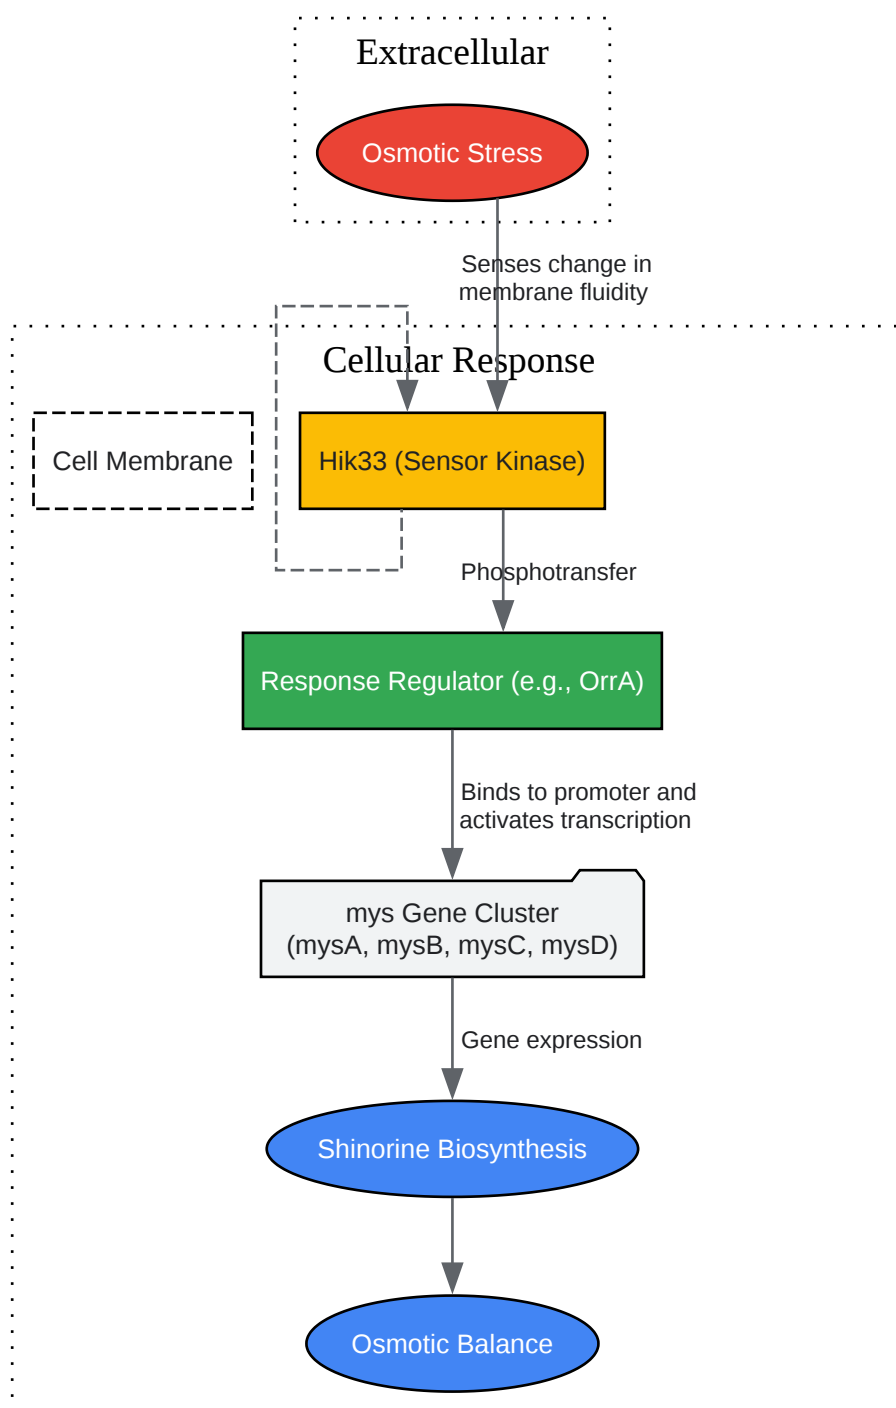 Extracellular
Osmotic Stress
Senses change in
membrane fluidity
Cellular Response
Cell Membrane
Hik33 (Sensor Kinase)
Phosphotransfer
Response Regulator (e.g., OrrA)
Binds to promoter and
activates transcription
mys Gene Cluster
(mysA, mysB, mysC, mysD)
Gene expression
Shinorine Biosynthesis
Osmotic Balance